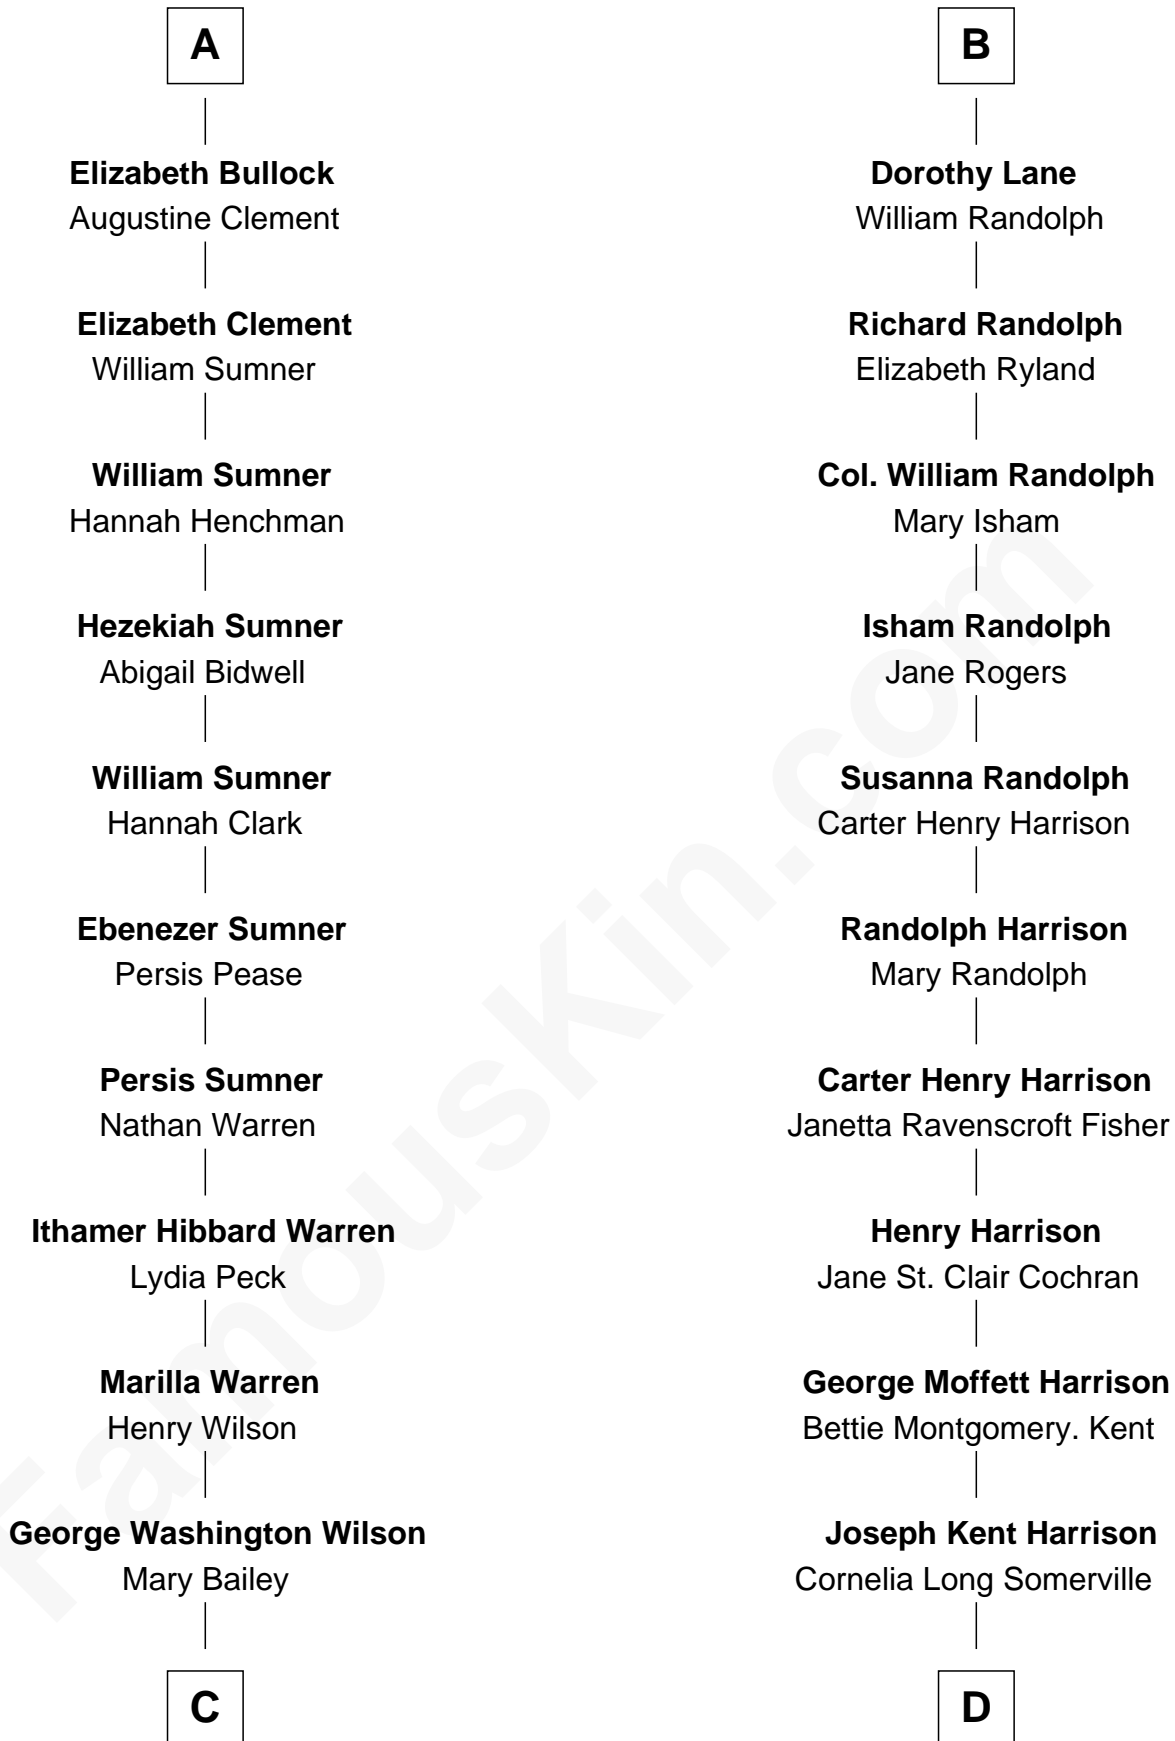 A
Elizabeth Bullock
Augustine Clement
Elizabeth Clement
William Sumner
William Sumner
Hannah Henchman
Hezekiah Sumner
Abigail Bidwell
William Sumner
Hannah Clark
Ebenezer Sumner
Persis Pease
Persis Sumner
Nathan Warren
Ithamer Hibbard Warren
Lydia Peck
Marilla Warren
Henry Wilson
George Washington Wilson
Mary Bailey
C
B
Dorothy Lane
William Randolph
Richard Randolph
Elizabeth Ryland
Col. William Randolph
Mary Isham
Isham Randolph
Jane Rogers
Susanna Randolph
Carter Henry Harrison
Randolph Harrison
Mary Randolph
Carter Henry Harrison
Janetta Ravenscroft Fisher
Henry Harrison
Jane St. Clair Cochran
George Moffett Harrison
Bettie Montgomery. Kent
Joseph Kent Harrison
Cornelia Long Somerville
D
FamousKin.com